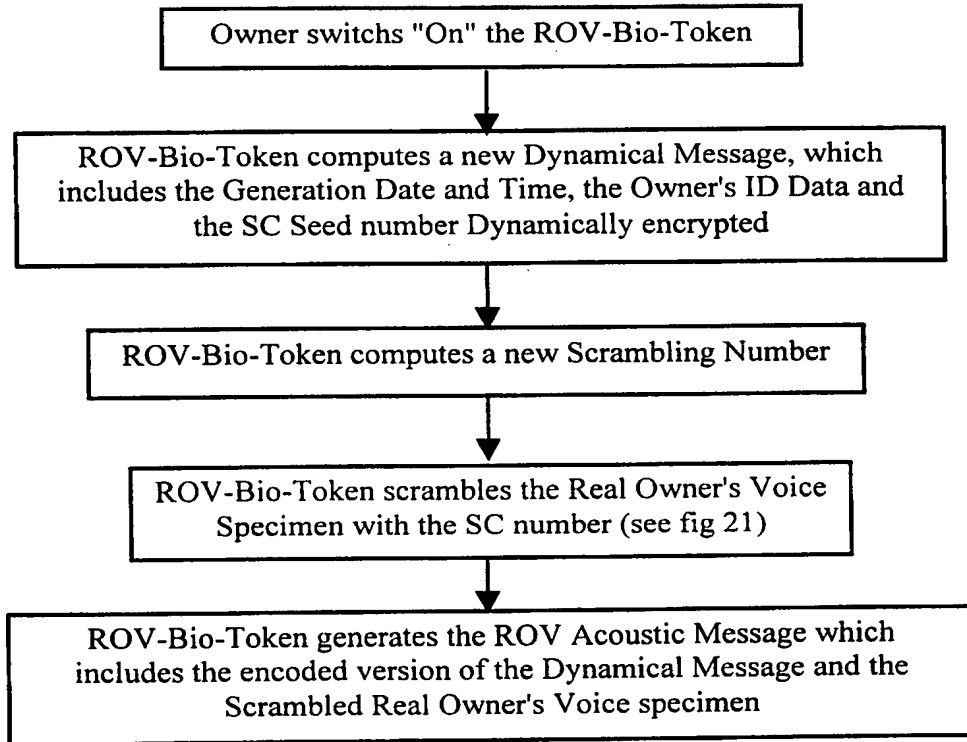 Owner switchs "On" the ROV-Bio-Token
ROV-Bio-Token computes a new Dynamical Message, which
includes the Generation Date and Time, the Owner's ID Data and
the SC Seed number Dynamically encrypted
ROV-Bio-Token computes a new Scrambling Number
ROV-Bio-Token scrambles the Real Owner's Voice
Specimen with the SC number (see fig 21)
ROV-Bio-Token generates the ROV Acoustic Message which
includes the encoded version of the Dynamical Message and the
Scrambled Real Owner's Voice specimen